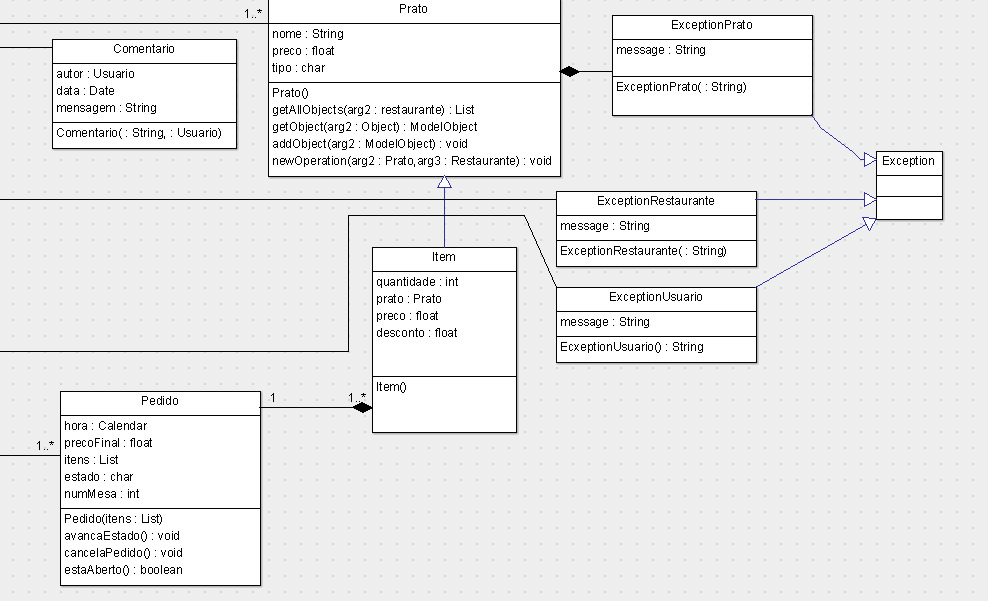 1..*
Prato
nome : String
preco : float
tipo : char
Prato()
getAllObjects(arg2 : restaurante) : List
getObject(arg2 : Object) : ModelObject
addObject(arg2 : ModelObject) : void
newOperation(arg2 : Prato,arg3 : Restaurante) : void
Comentario
autor : Usuario
data : Date
mensagem : String
Comentario( : String, : Usuario)
ExceptionPrato
message : String
ExceptionPrato( : String)
Exception
ExceptionRestaurante
message : String
ExceptionRestaurante( : String)
Item
quantidade : int
prato : Prato
preco : float
desconto : float
Item()
ExceptionUsuario
message : String
EcxeptionUsuario() : String
1
1..*
1..*
Pedido
hora : Calendar
precoFinal : float
itens : List
estado : char
numMesa : int
Pedido(itens : List)
avancaEstado() : void
cancelaPedido() : void
estaAberto() : boolean